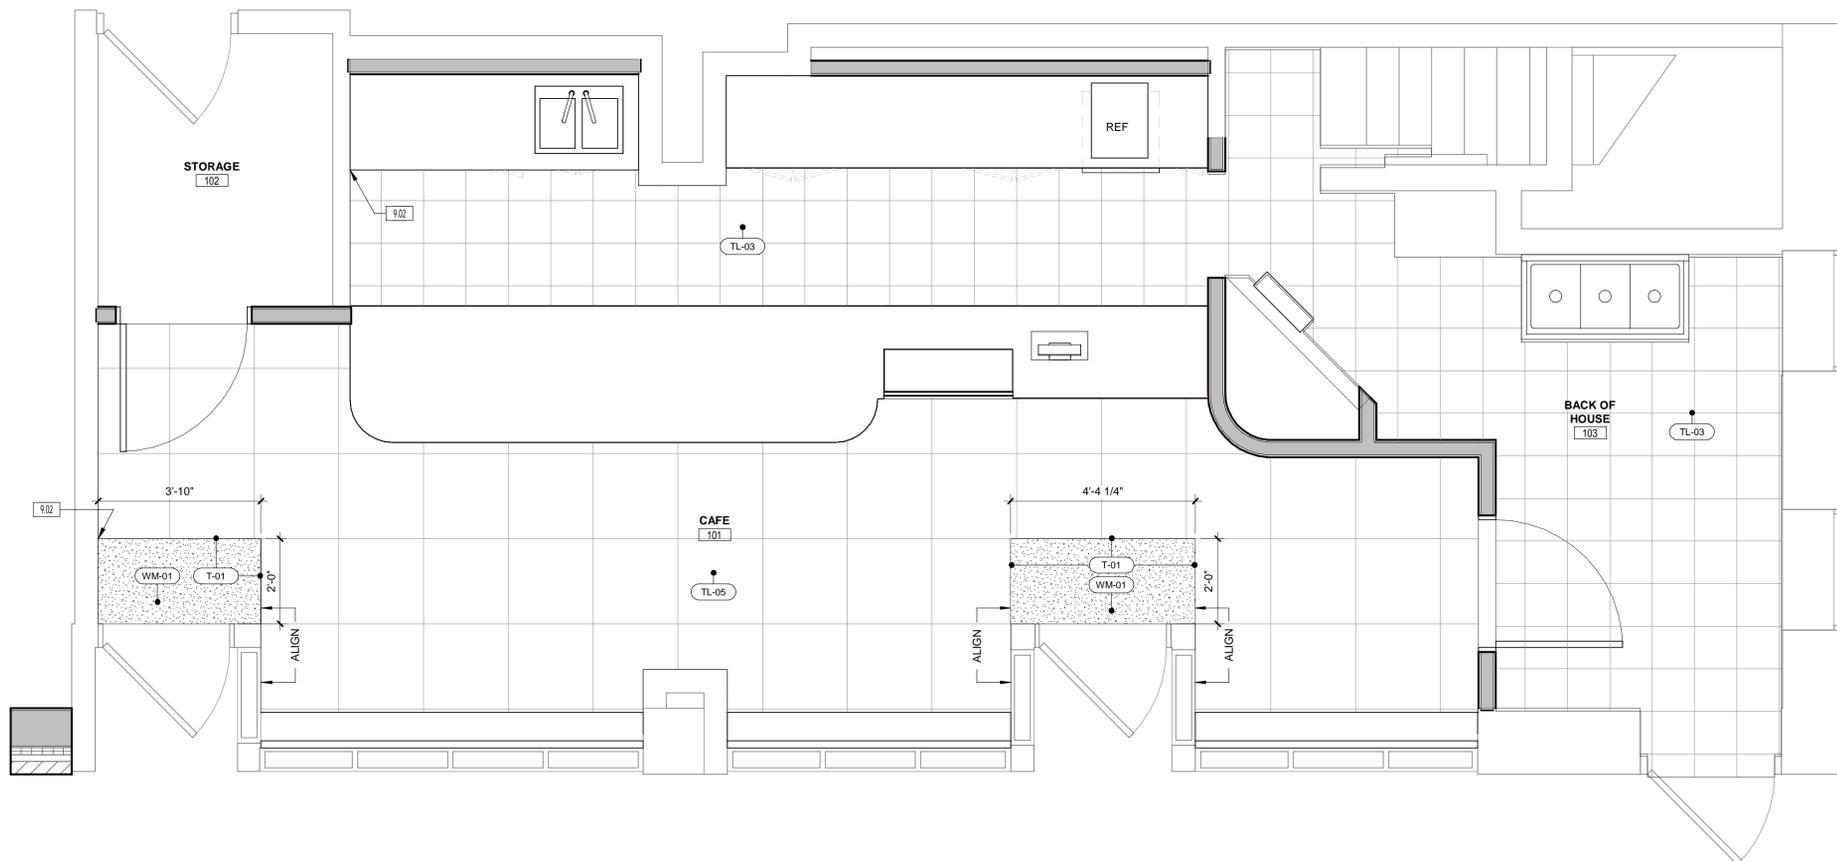 REF
STORAGE
102
9.02
TL-03
BACK OF
HOUSE
103
TL-03
3'-10"
4'-4 1/4"
9.02
CAFE
101
WM-01
T-01
2'-0"
T-01
WM-01
2'-0"
TL-05
ALIGN
ALIGN
ALIGN